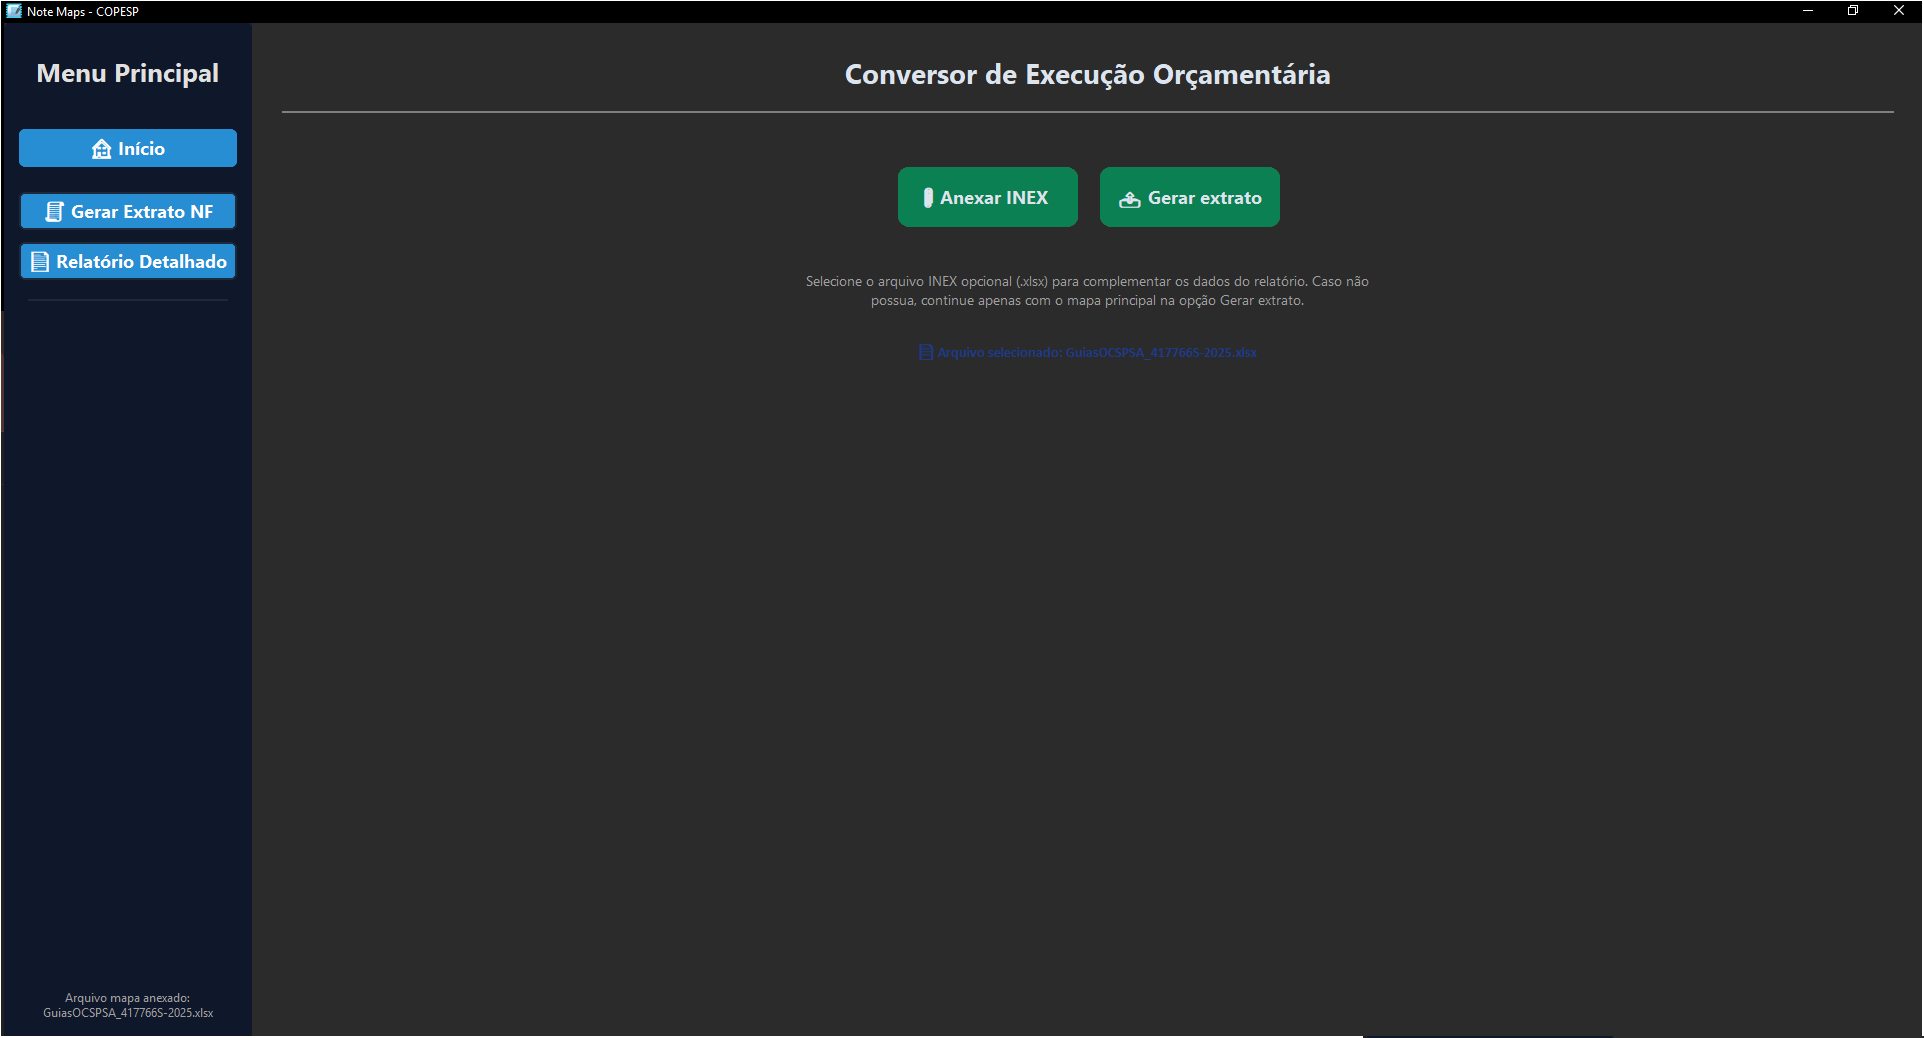 Note Maps - COPESP
Menu Principal
Início
Gerar Extrato NF
Relatório Detalhado
Conversor de Execução Orçamentária
Anexar INEX
Gerar extrato
Selecione o arquivo INEX opcional (.xlsx) para complementar os dados do relatório. Caso não
possua, continue apenas com o mapa principal na opção Gerar extrato.
Arquivo selecionado: GuiasOCSPSA_417766S-2025.xlsx
Arquivo mapa anexado:
GuiasOCSPSA_417766S-2025.xlsx